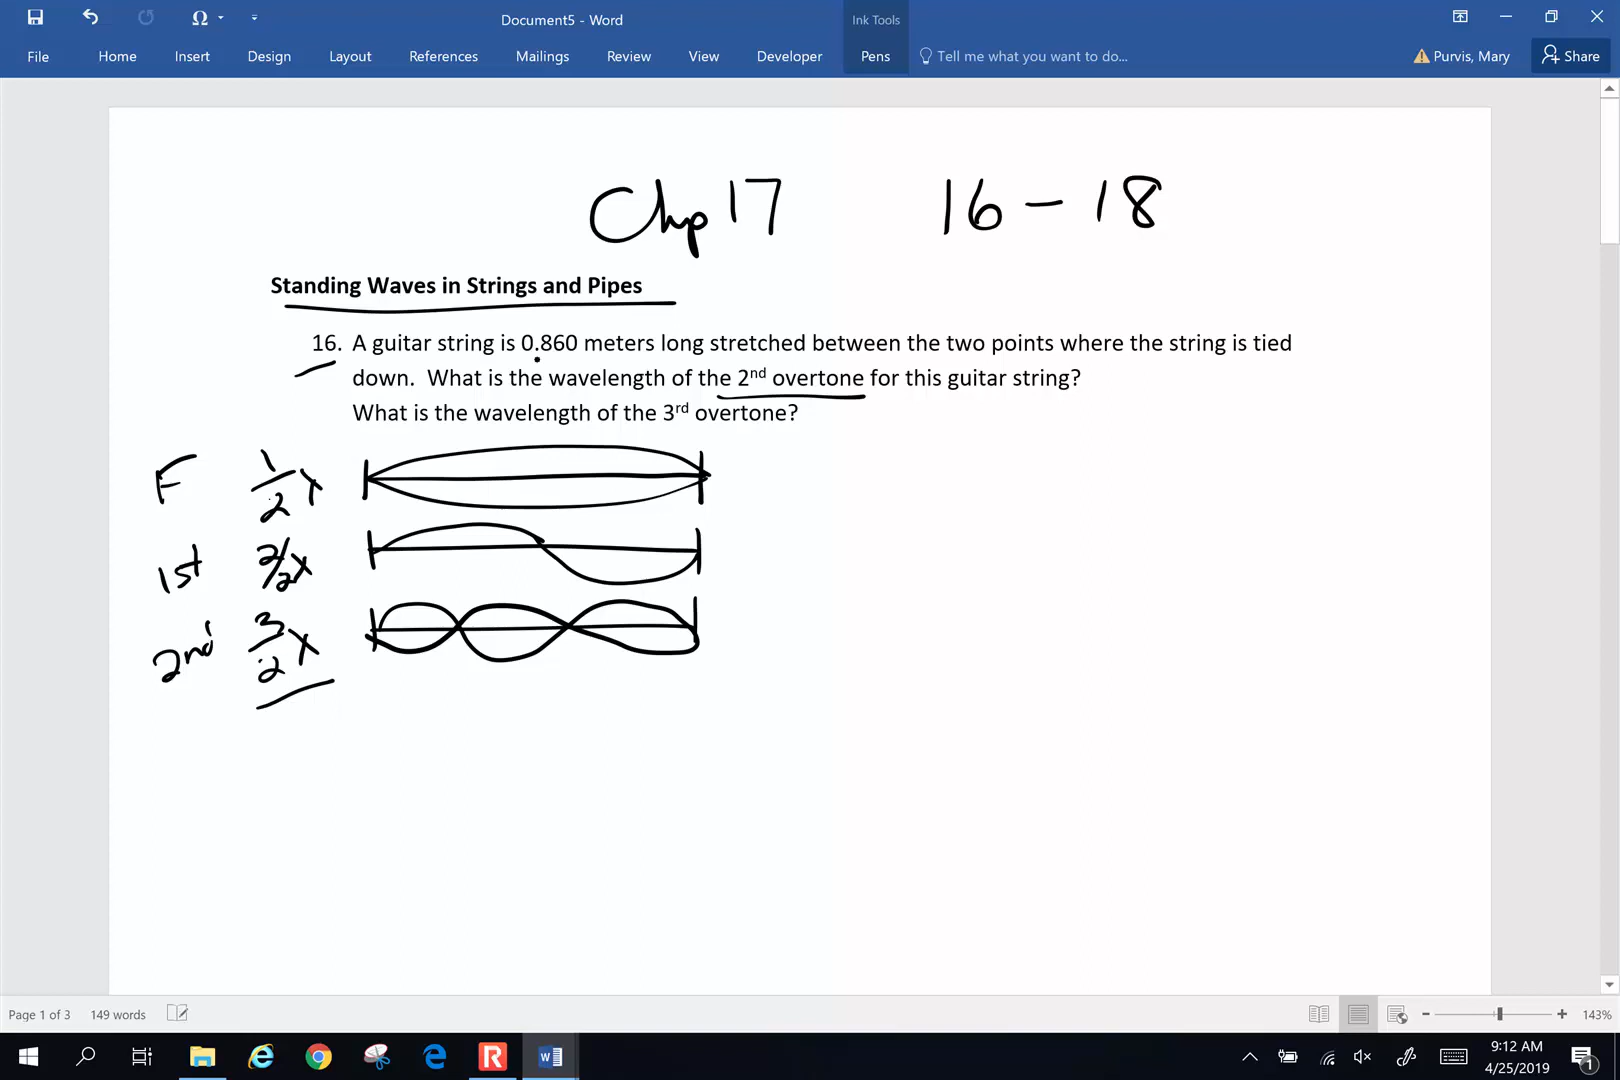 Document5 - Word
Ink Tools
File Home Insert Design Layout References Mailings Review View Developer Pens Tell me what you want to do... Purvis, Mary Share
Chp 17 16 - 18
Standing Waves in Strings and Pipes
16. A guitar string is 0.860 meters long stretched between the two points where the string is tied
down. What is the wavelength of the 2nd overtone for this guitar string?
What is the wavelength of the 3rd overtone?
F 1/2 λ
1st 2/2 λ
2nd 3/2 λ
Page 1 of 3 149 words 143%
9:12 AM
4/25/2019
1